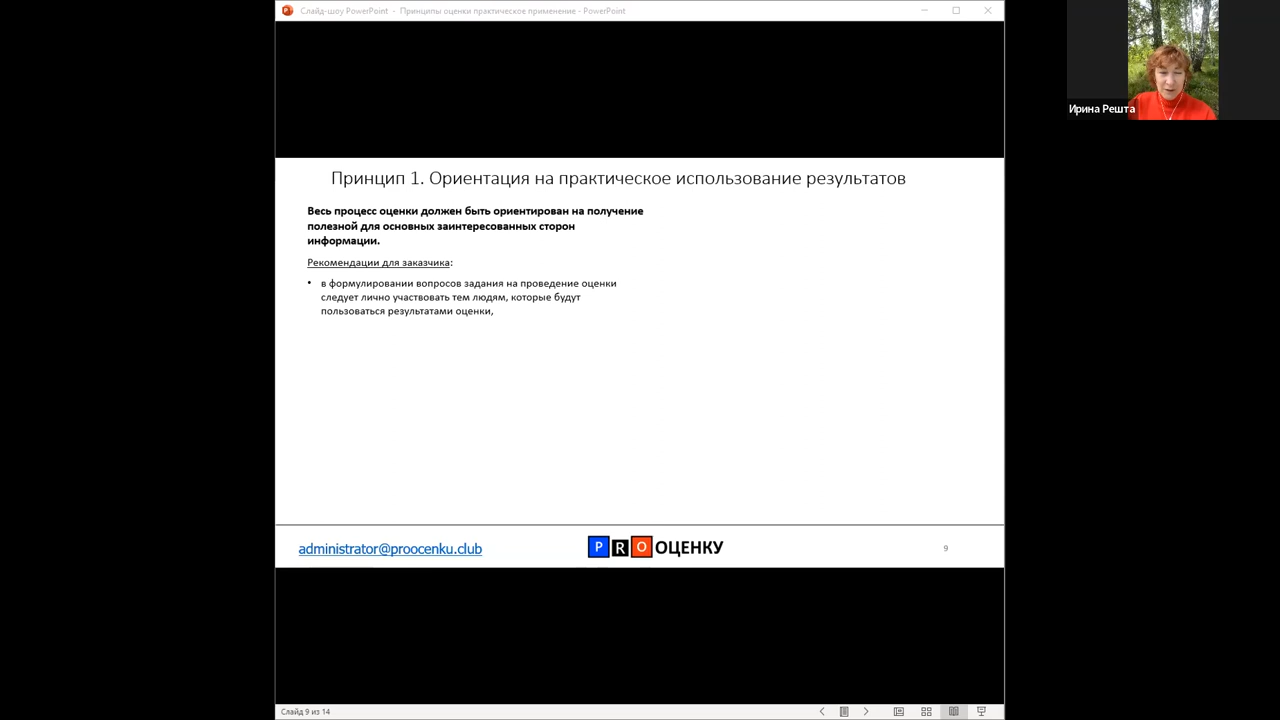 Слайд-шоу PowerPoint - Принципы оценки практическое применение - PowerPoint
Ирина Решта
Принцип 1. Ориентация на практическое использование результатов
Весь процесс оценки должен быть ориентирован на получение
полезной для основных заинтересованных сторон
информации.
Рекомендации для заказчика:
• в формулировании вопросов задания на проведение оценки
следует лично участвовать тем людям, которые будут
пользоваться результатами оценки,
administrator@proocenku.club
PRO ОЦЕНКУ
9
Слайд 9 из 14